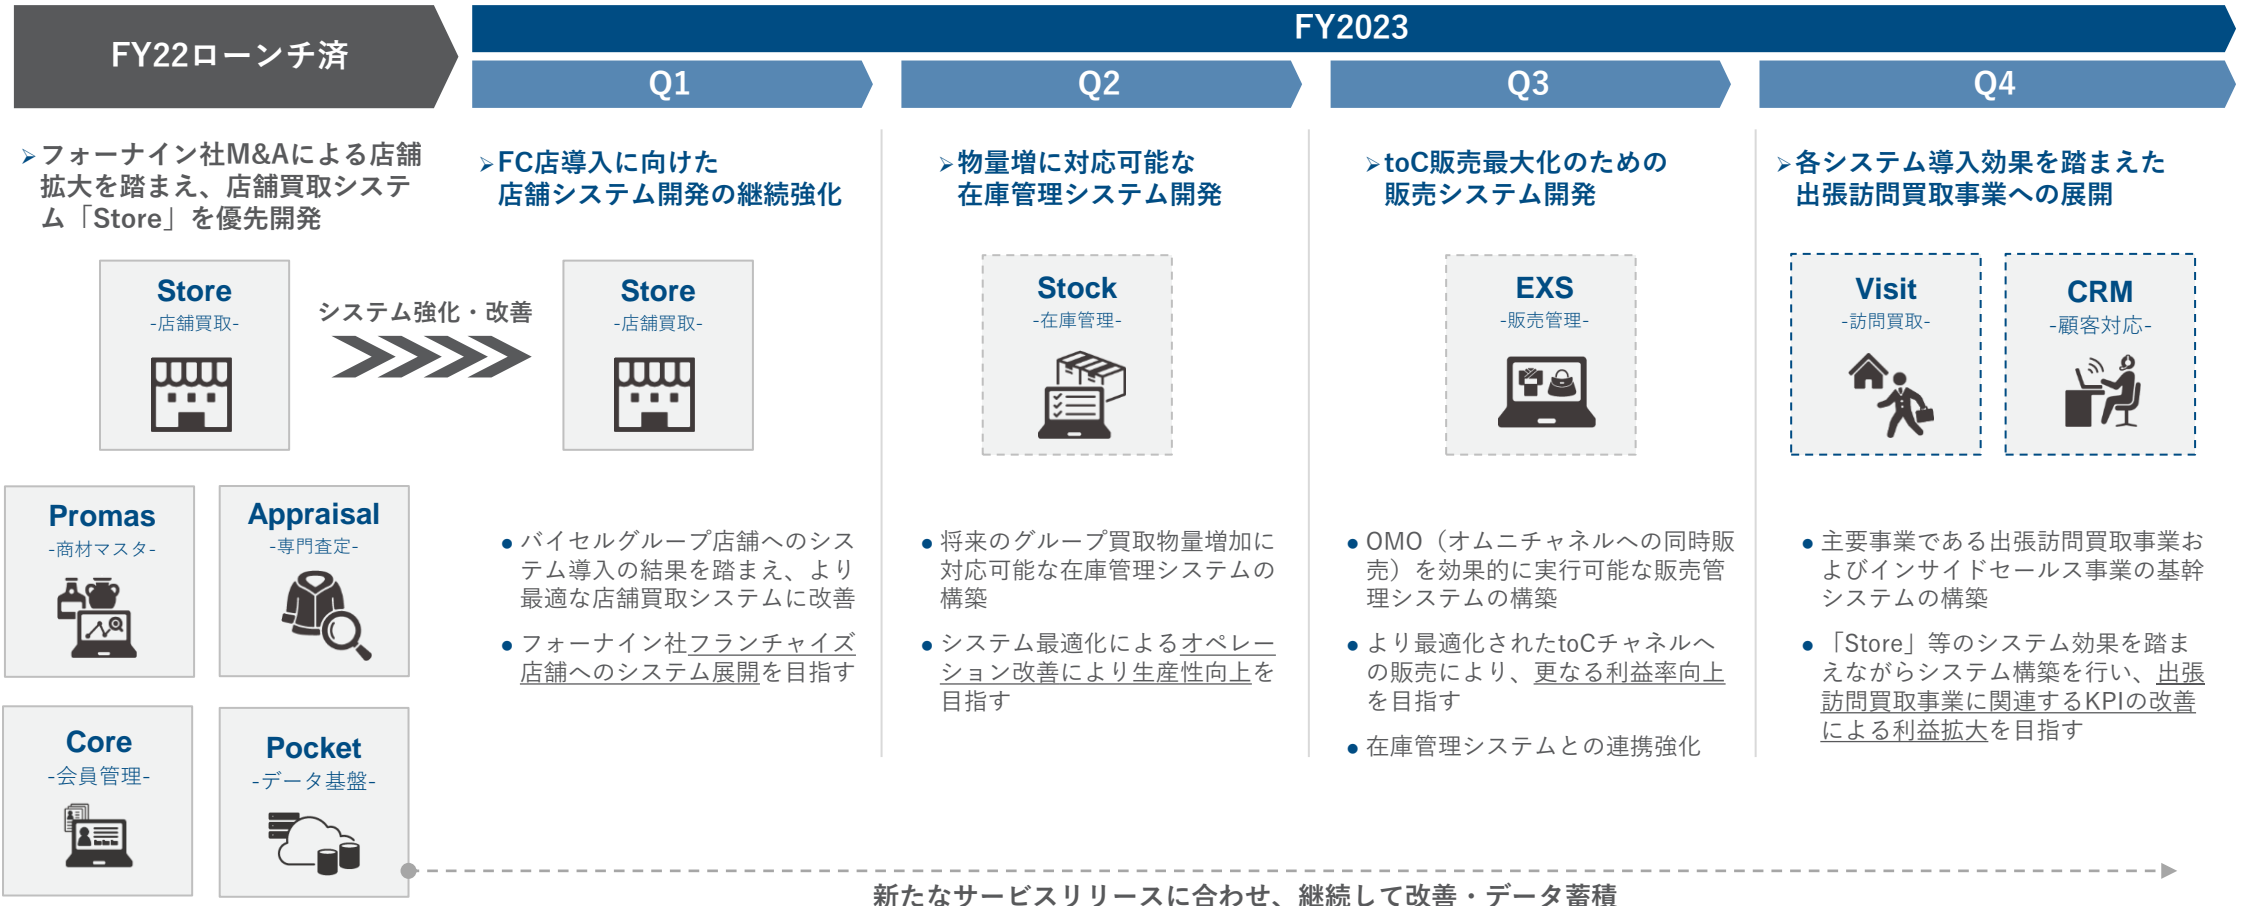 FY22ローンチ済
FY2023
Q1
Q2
Q3
Q4
➢フォーナイン社M&Aによる店舗
拡大を踏まえ、店舗買取システ
ム「Store」を優先開発
Store
-店舗買取-
システム強化・改善
Promas
-商材マスタ-
Appraisal
-専門査定-
Core
-会員管理-
Pocket
-データ基盤-
➢FC店導入に向けた
店舗システム開発の継続強化
Store
-店舗買取-
●バイセルグループ店舗へのシス
テム導入の結果を踏まえ、より
最適な店舗買取システムに改善
●フォーナイン社フランチャイズ
店舗へのシステム展開を目指す
➢物量増に対応可能な
在庫管理システム開発
Stock
-在庫管理-
●将来のグループ買取物量増加に
対応可能な在庫管理システムの
構築
●システム最適化によるオペレー
ション改善により生産性向上を
目指す
➢toC販売最大化のための
販売システム開発
EXS
-販売管理-
●OMO（オムニチャネルへの同時販
売）を効果的に実行可能な販売管
理システムの構築
●より最適化されたtoCチャネルへ
の販売により、更なる利益率向上
を目指す
●在庫管理システムとの連携強化
➢各システム導入効果を踏まえた
出張訪問買取事業への展開
Visit
-訪問買取-
CRM
-顧客対応-
●主要事業である出張訪問買取事業お
よびインサイドセールス事業の基幹
システムの構築
●「Store」等のシステム効果を踏ま
えながらシステム構築を行い、出張
訪問買取事業に関連するKPIの改善
による利益拡大を目指す
新たなサービスリリースに合わせ、継続して改善・データ蓄積